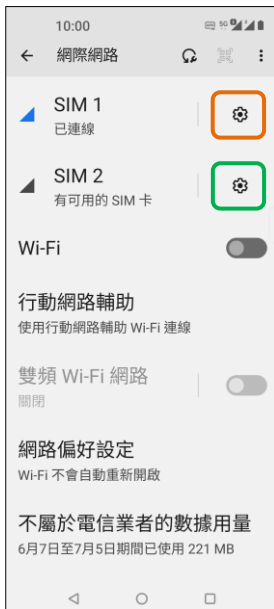 10:00
5G
網際網路
SIM 1
已連線
SIM 2
有可用的 SIM 卡
Wi-Fi
行動網路輔助
使用行動網路輔助 Wi-Fi 連線
雙頻 Wi-Fi 網路
關閉
網路偏好設定
Wi-Fi 不會自動重新開啟
不屬於電信業者的數據用量
6月7日至7月5日期間已使用 221 MB